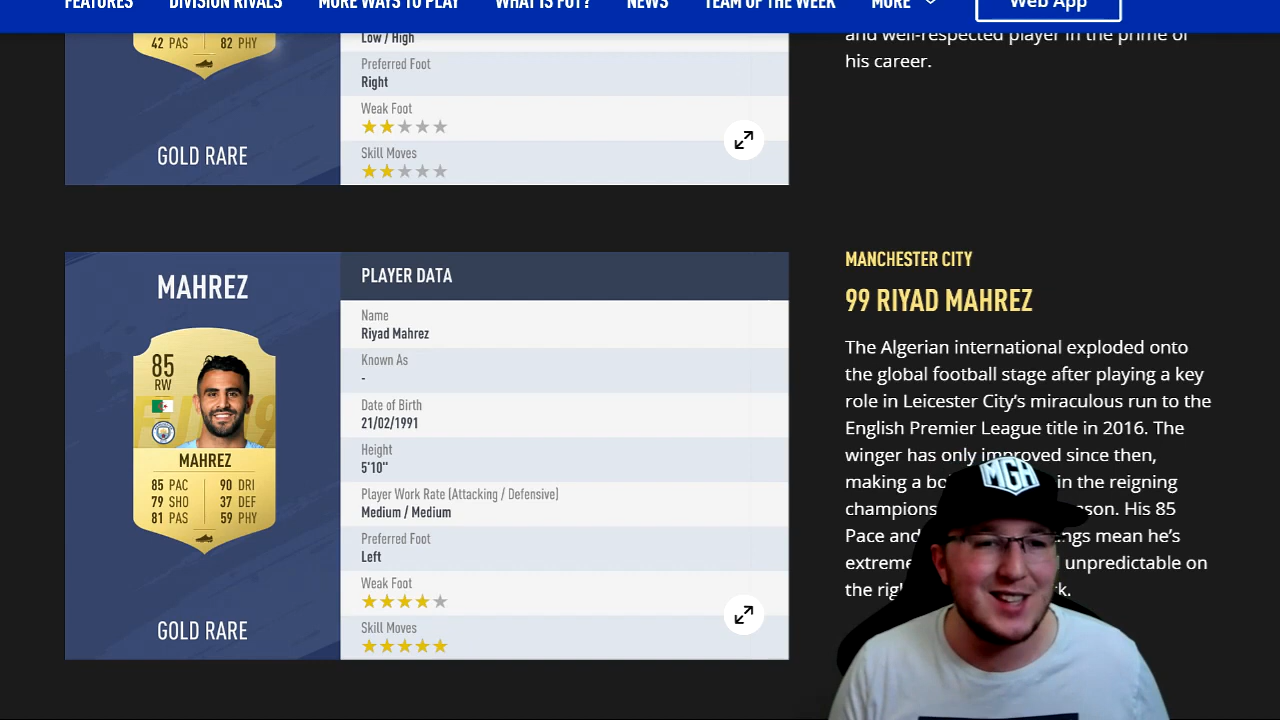 FEATURES DIVISION RIVALS MORE WAYS TO PLAY WHAT IS FUT? NEWS TEAM OF THE WEEK MORE Web App
42 PAS 82 PHY
GOLD RARE
Low / High
Preferred Foot
Right
Weak Foot
Skill Moves
and well-respected player in the prime of
his career.
MAHREZ
85
RW
MAHREZ
85 PAC 90 DRI
79 SHO 37 DEF
81 PAS 59 PHY
GOLD RARE
PLAYER DATA
Name
Riyad Mahrez
Known As
-
Date of Birth
21/02/1991
Height
5'10"
Player Work Rate (Attacking / Defensive)
Medium / Medium
Preferred Foot
Left
Weak Foot
Skill Moves
MANCHESTER CITY
99 RIYAD MAHREZ
The Algerian international exploded onto
the global football stage after playing a key
role in Leicester City’s miraculous run to the
English Premier League title in 2016. The
winger has only improved since then,
making a in the reigning
champions His 85
Pace and mean he’s
unpredictable on
the
MGH